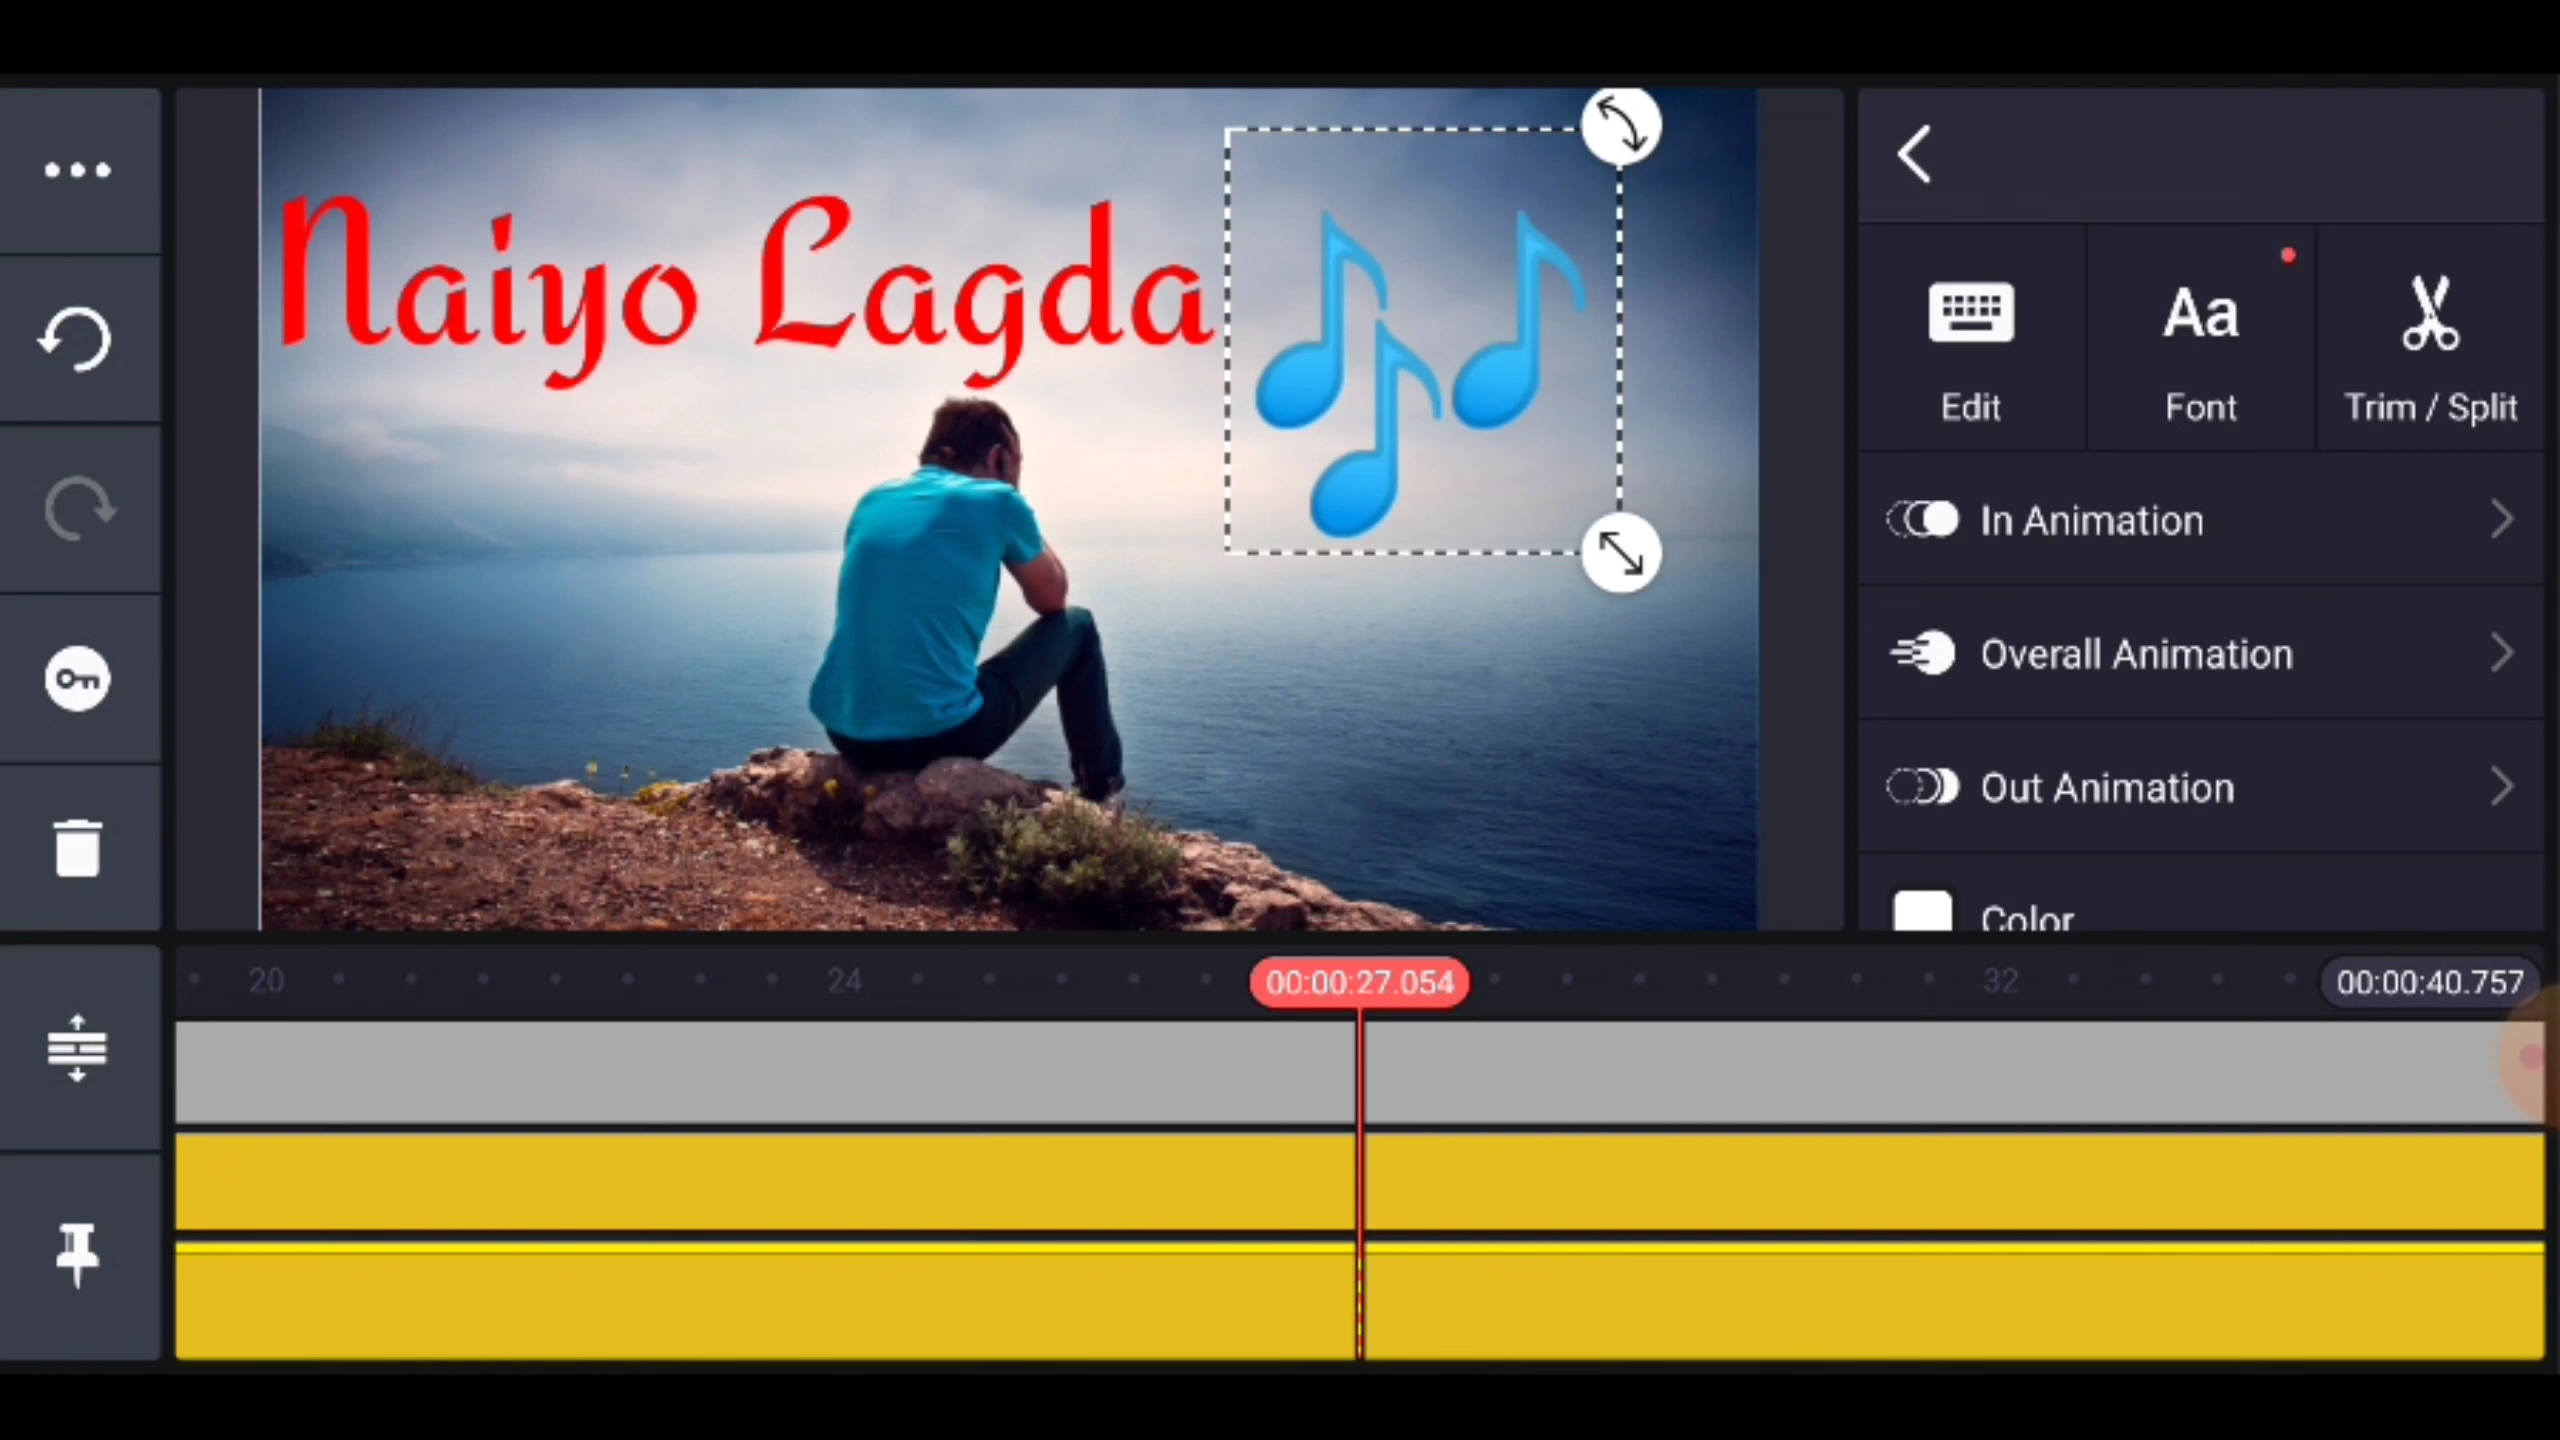 Naiyo Lagda🎶
Edit
Font
Trim / Split
In Animation
Overall Animation
Out Animation
Color
20
24
00:00:27.054
32
00:00:40.757